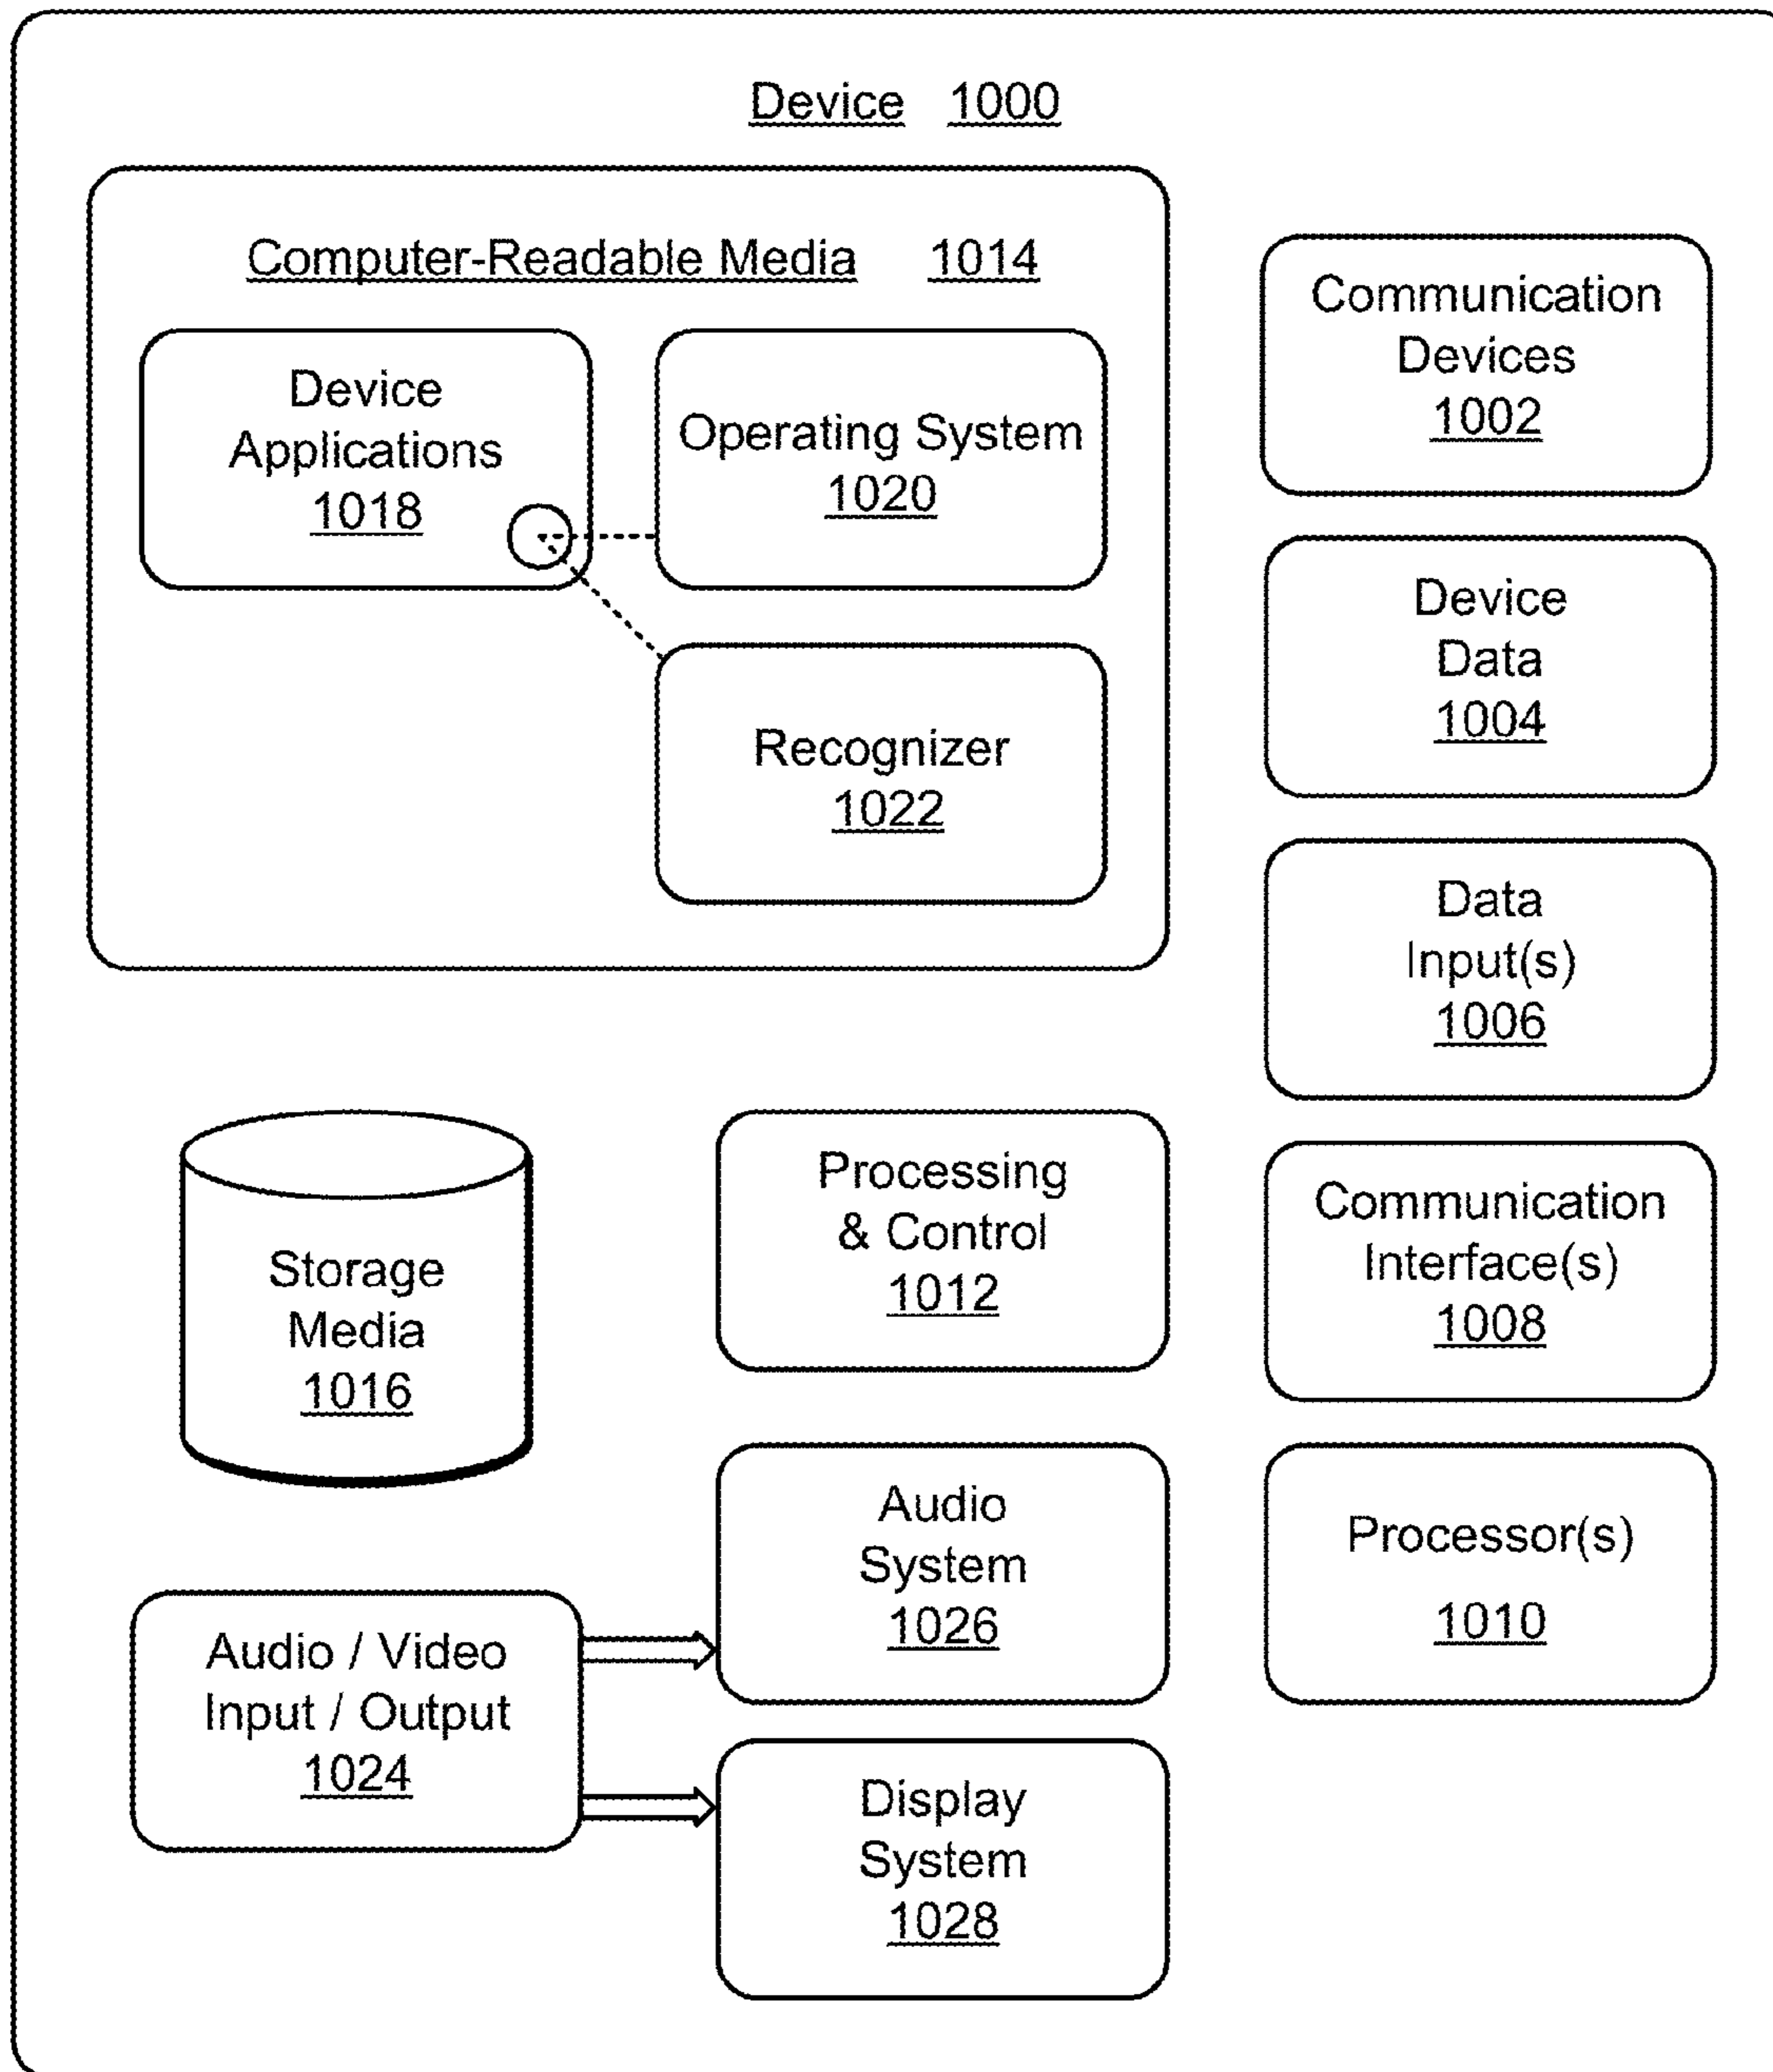 Device 1000
Computer-Readable Media 1014
Device
Applications
1018
Operating System
1020
Recognizer
1022
Communication
Devices
1002
Device
Data
1004
Data
Input(s)
1006
Communication
Interface(s)
1008
Processor(s)
1010
Storage
Media
1016
Processing
& Control
1012
Audio / Video
Input / Output
1024
Audio
System
1026
Display
System
1028